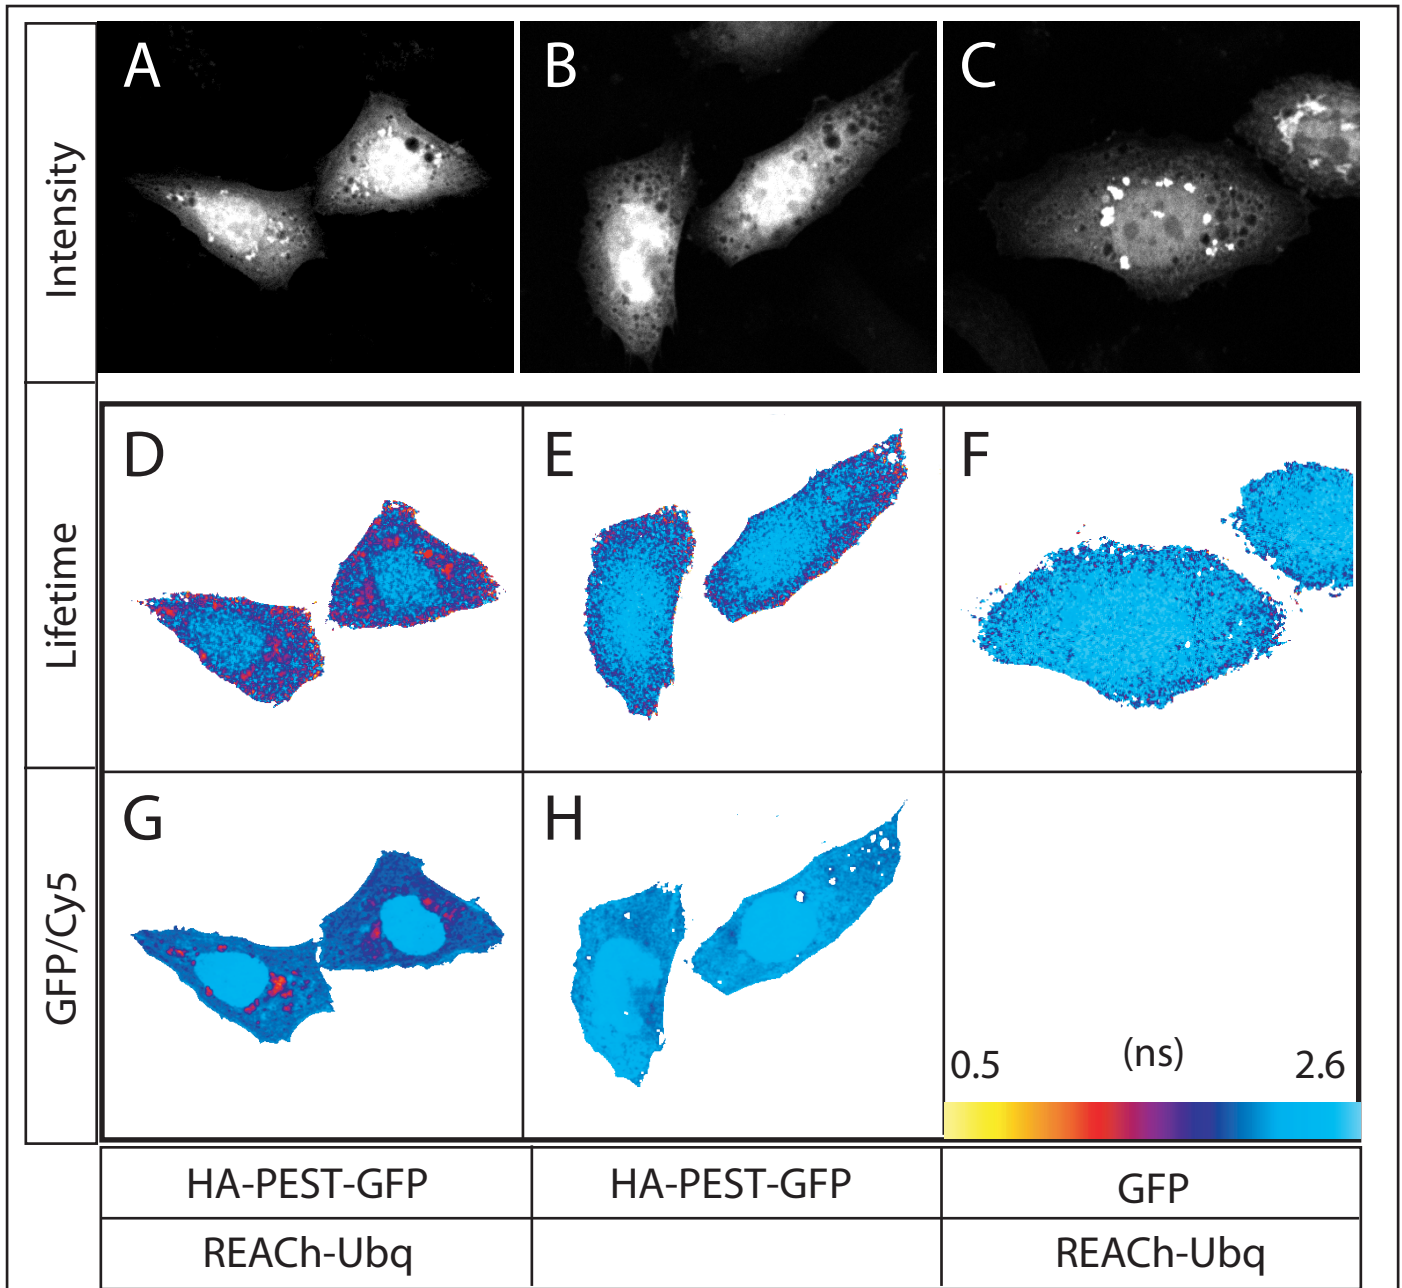 Intensity
A
B
C
Lifetime
D
E
F
GFP/Cy5
G
H
0.5
(ns)
2.6
HA-PEST-GFP
HA-PEST-GFP
GFP
REACh-Ubq
REACh-Ubq